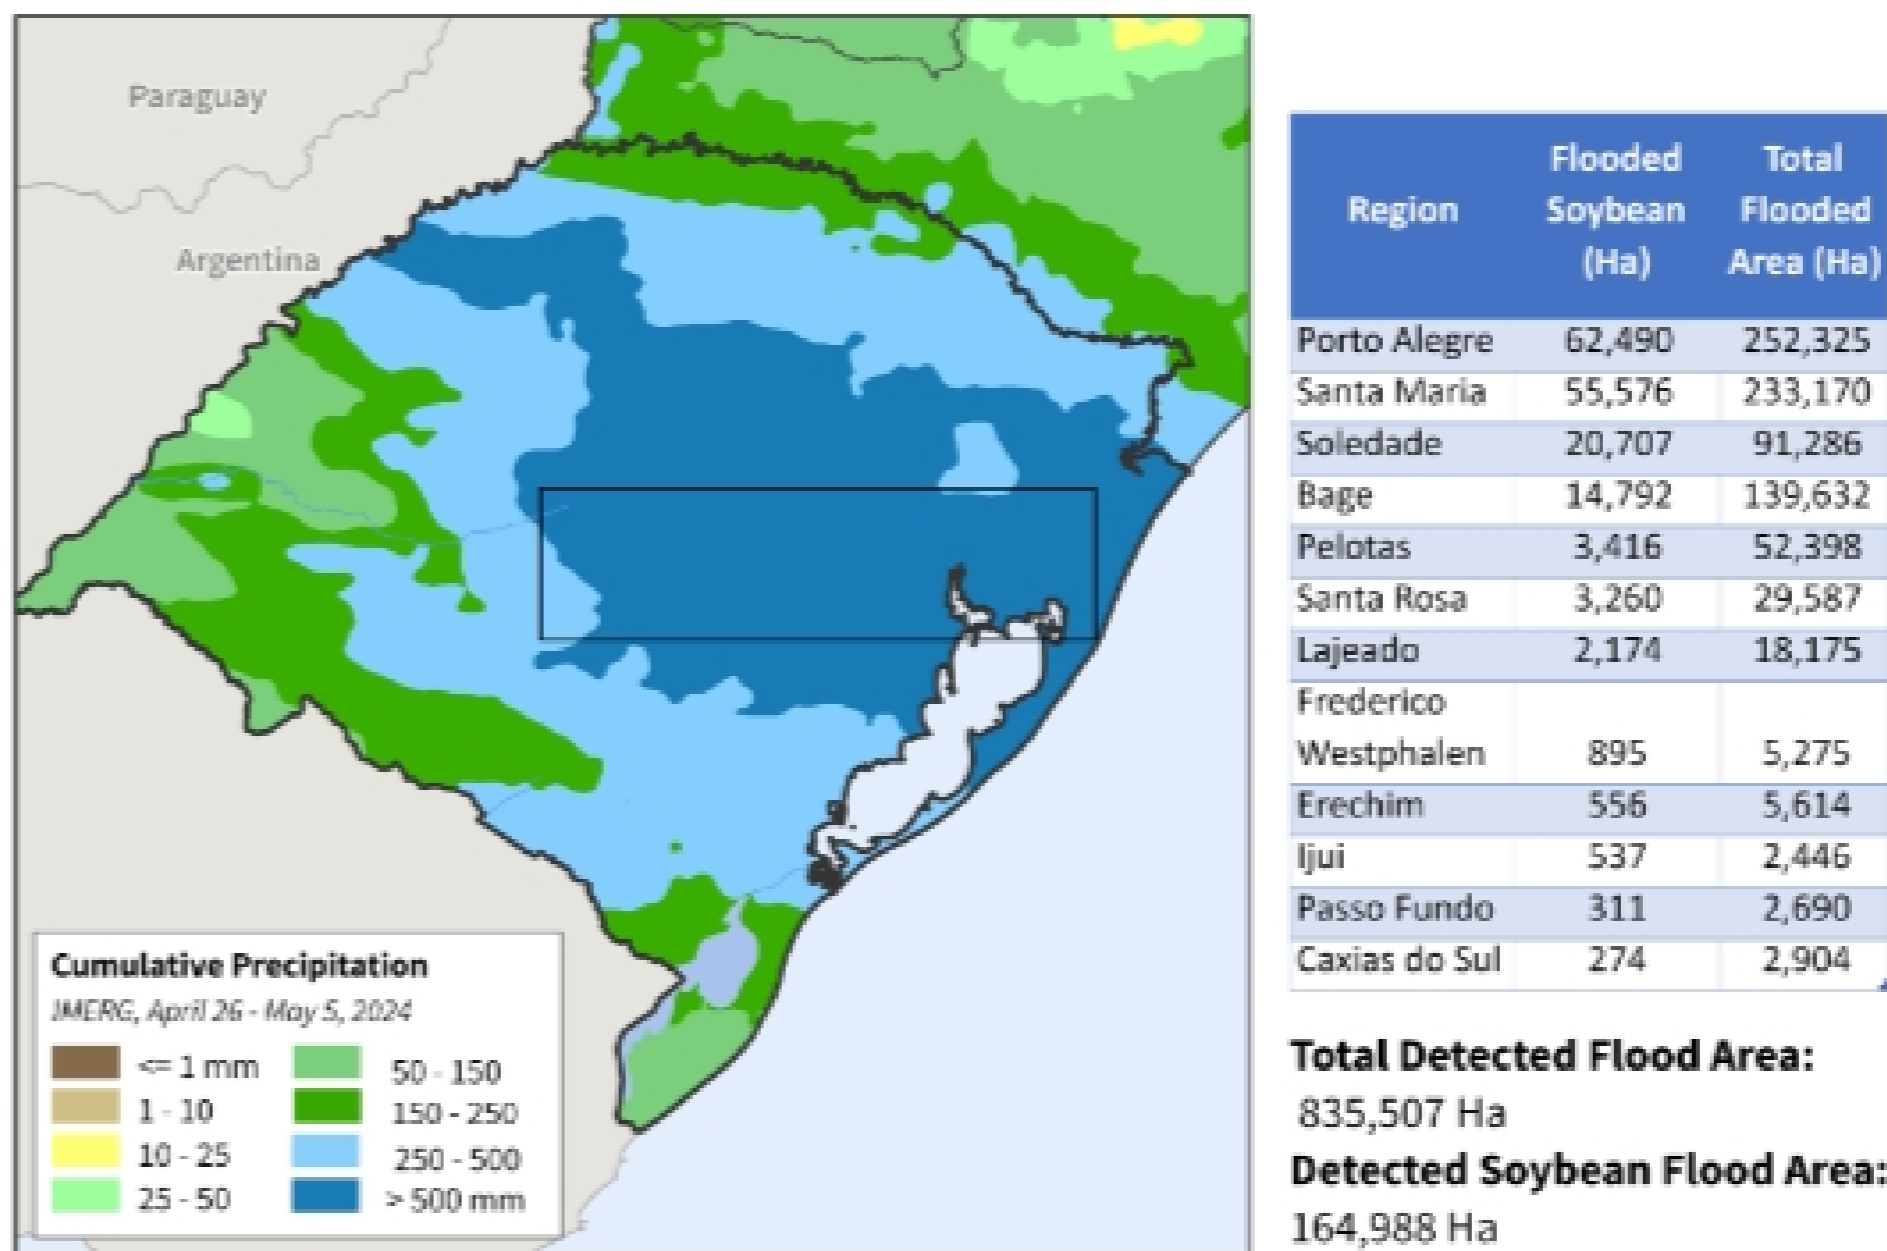 Paraguay
Argentina
Cumulative Precipitation
IMERG, April 26 - May 5, 2024
<= 1 mm
1 - 10
10 - 25
25 - 50
50 - 150
150 - 250
250 - 500
> 500 mm
Region Flooded Soybean (Ha) Total Flooded Area (Ha)
Porto Alegre 62,490 252,325
Santa Maria 55,576 233,170
Soledade 20,707 91,286
Bage 14,792 139,632
Pelotas 3,416 52,398
Santa Rosa 3,260 29,587
Lajeado 2,174 18,175
Frederico
Westphalen 895 5,275
Erechim 556 5,614
Ijui 537 2,446
Passo Fundo 311 2,690
Caxias do Sul 274 2,904
Total Detected Flood Area:
835,507 Ha
Detected Soybean Flood Area:
164,988 Ha